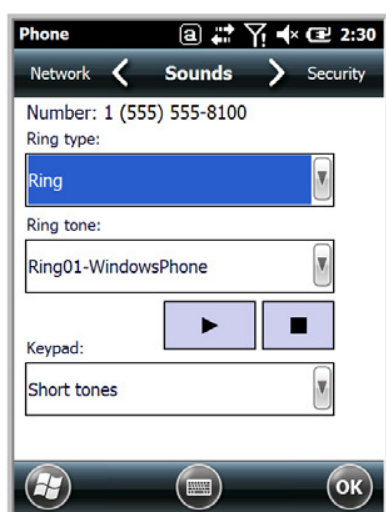 Phone a 2:30
Network Sounds Security
Number: 1 (555) 555-8100
Ring type:
Ring
Ring tone:
Ring01-WindowsPhone
Keypad:
Short tones
OK